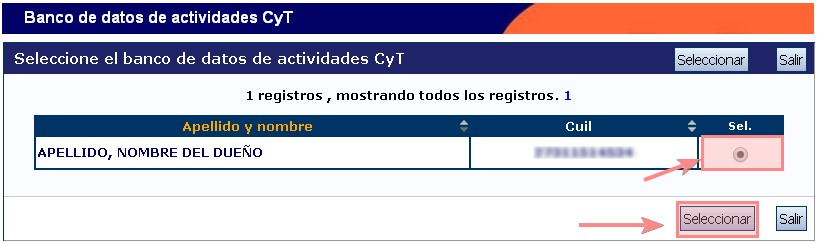 Banco de datos de actividades CyT
Seleccione el banco de datos de actividades CyT Seleccionar Salir
1 registros , mostrando todos los registros. 1
Apellido y nombre Cuil Sel.
APELLIDO, NOMBRE DEL DUEÑO
Seleccionar Salir